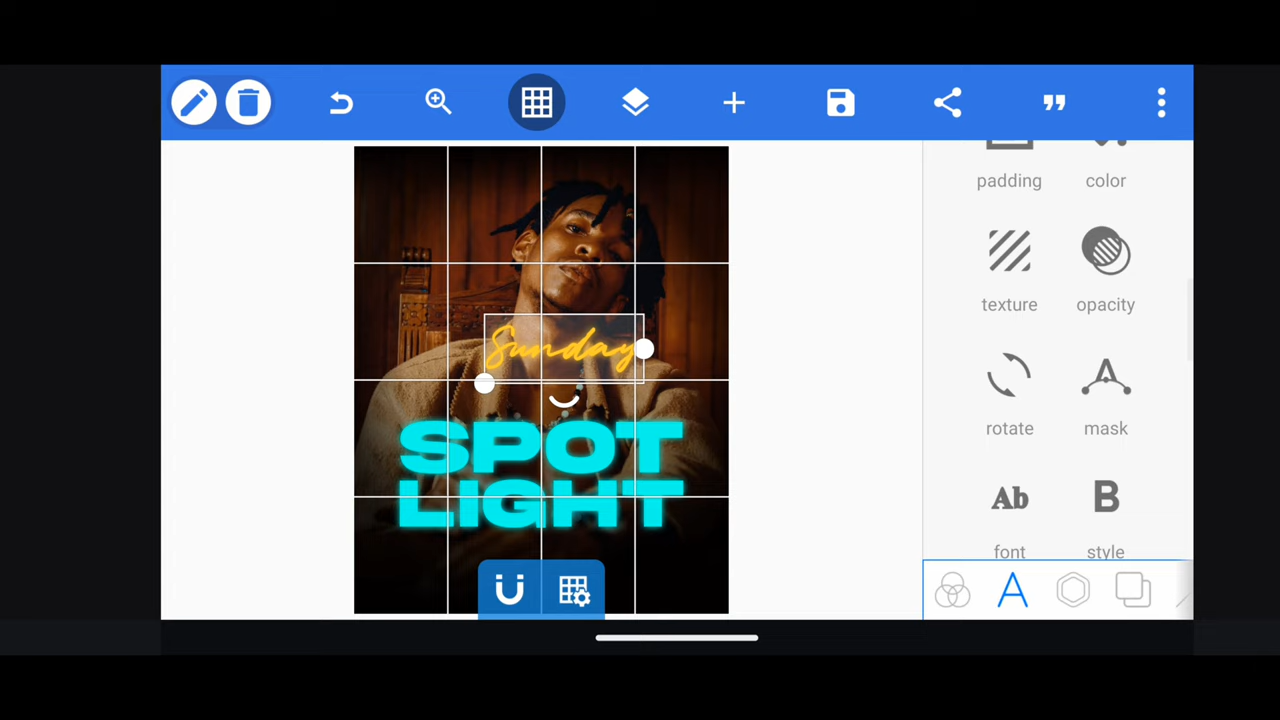 padding color
texture opacity
Sunday
rotate mask
SPOT
LIGHT
Ab B
font style